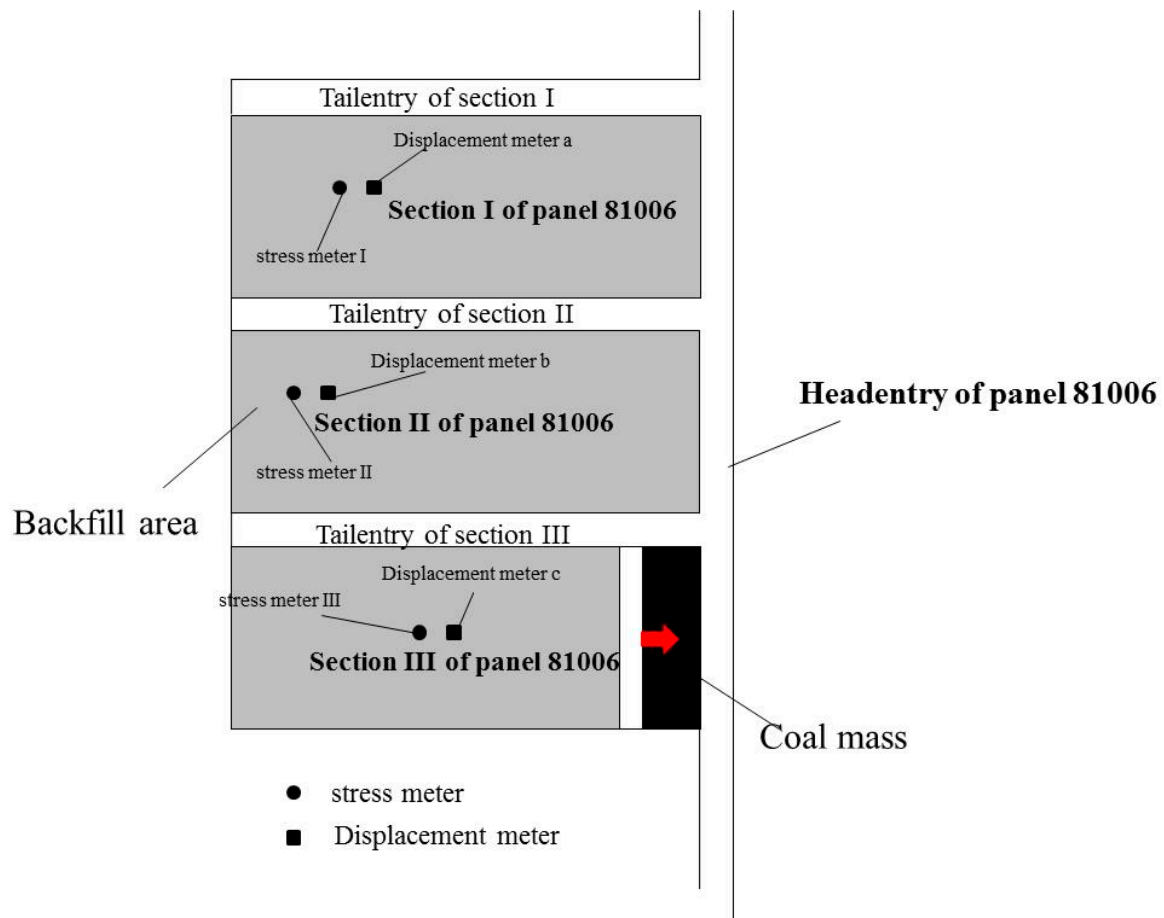 Tailentry of section I
Displacement meter a
Section I of panel 81006
stress meter I
Tailentry of section II
Displacement meter b
Headentry of panel 81006
Section II of panel 81006
stress meter II
Backfill area
Tailentry of section III
Displacement meter c
stress meter III
Section III of panel 81006
Coal mass
stress meter
Displacement meter